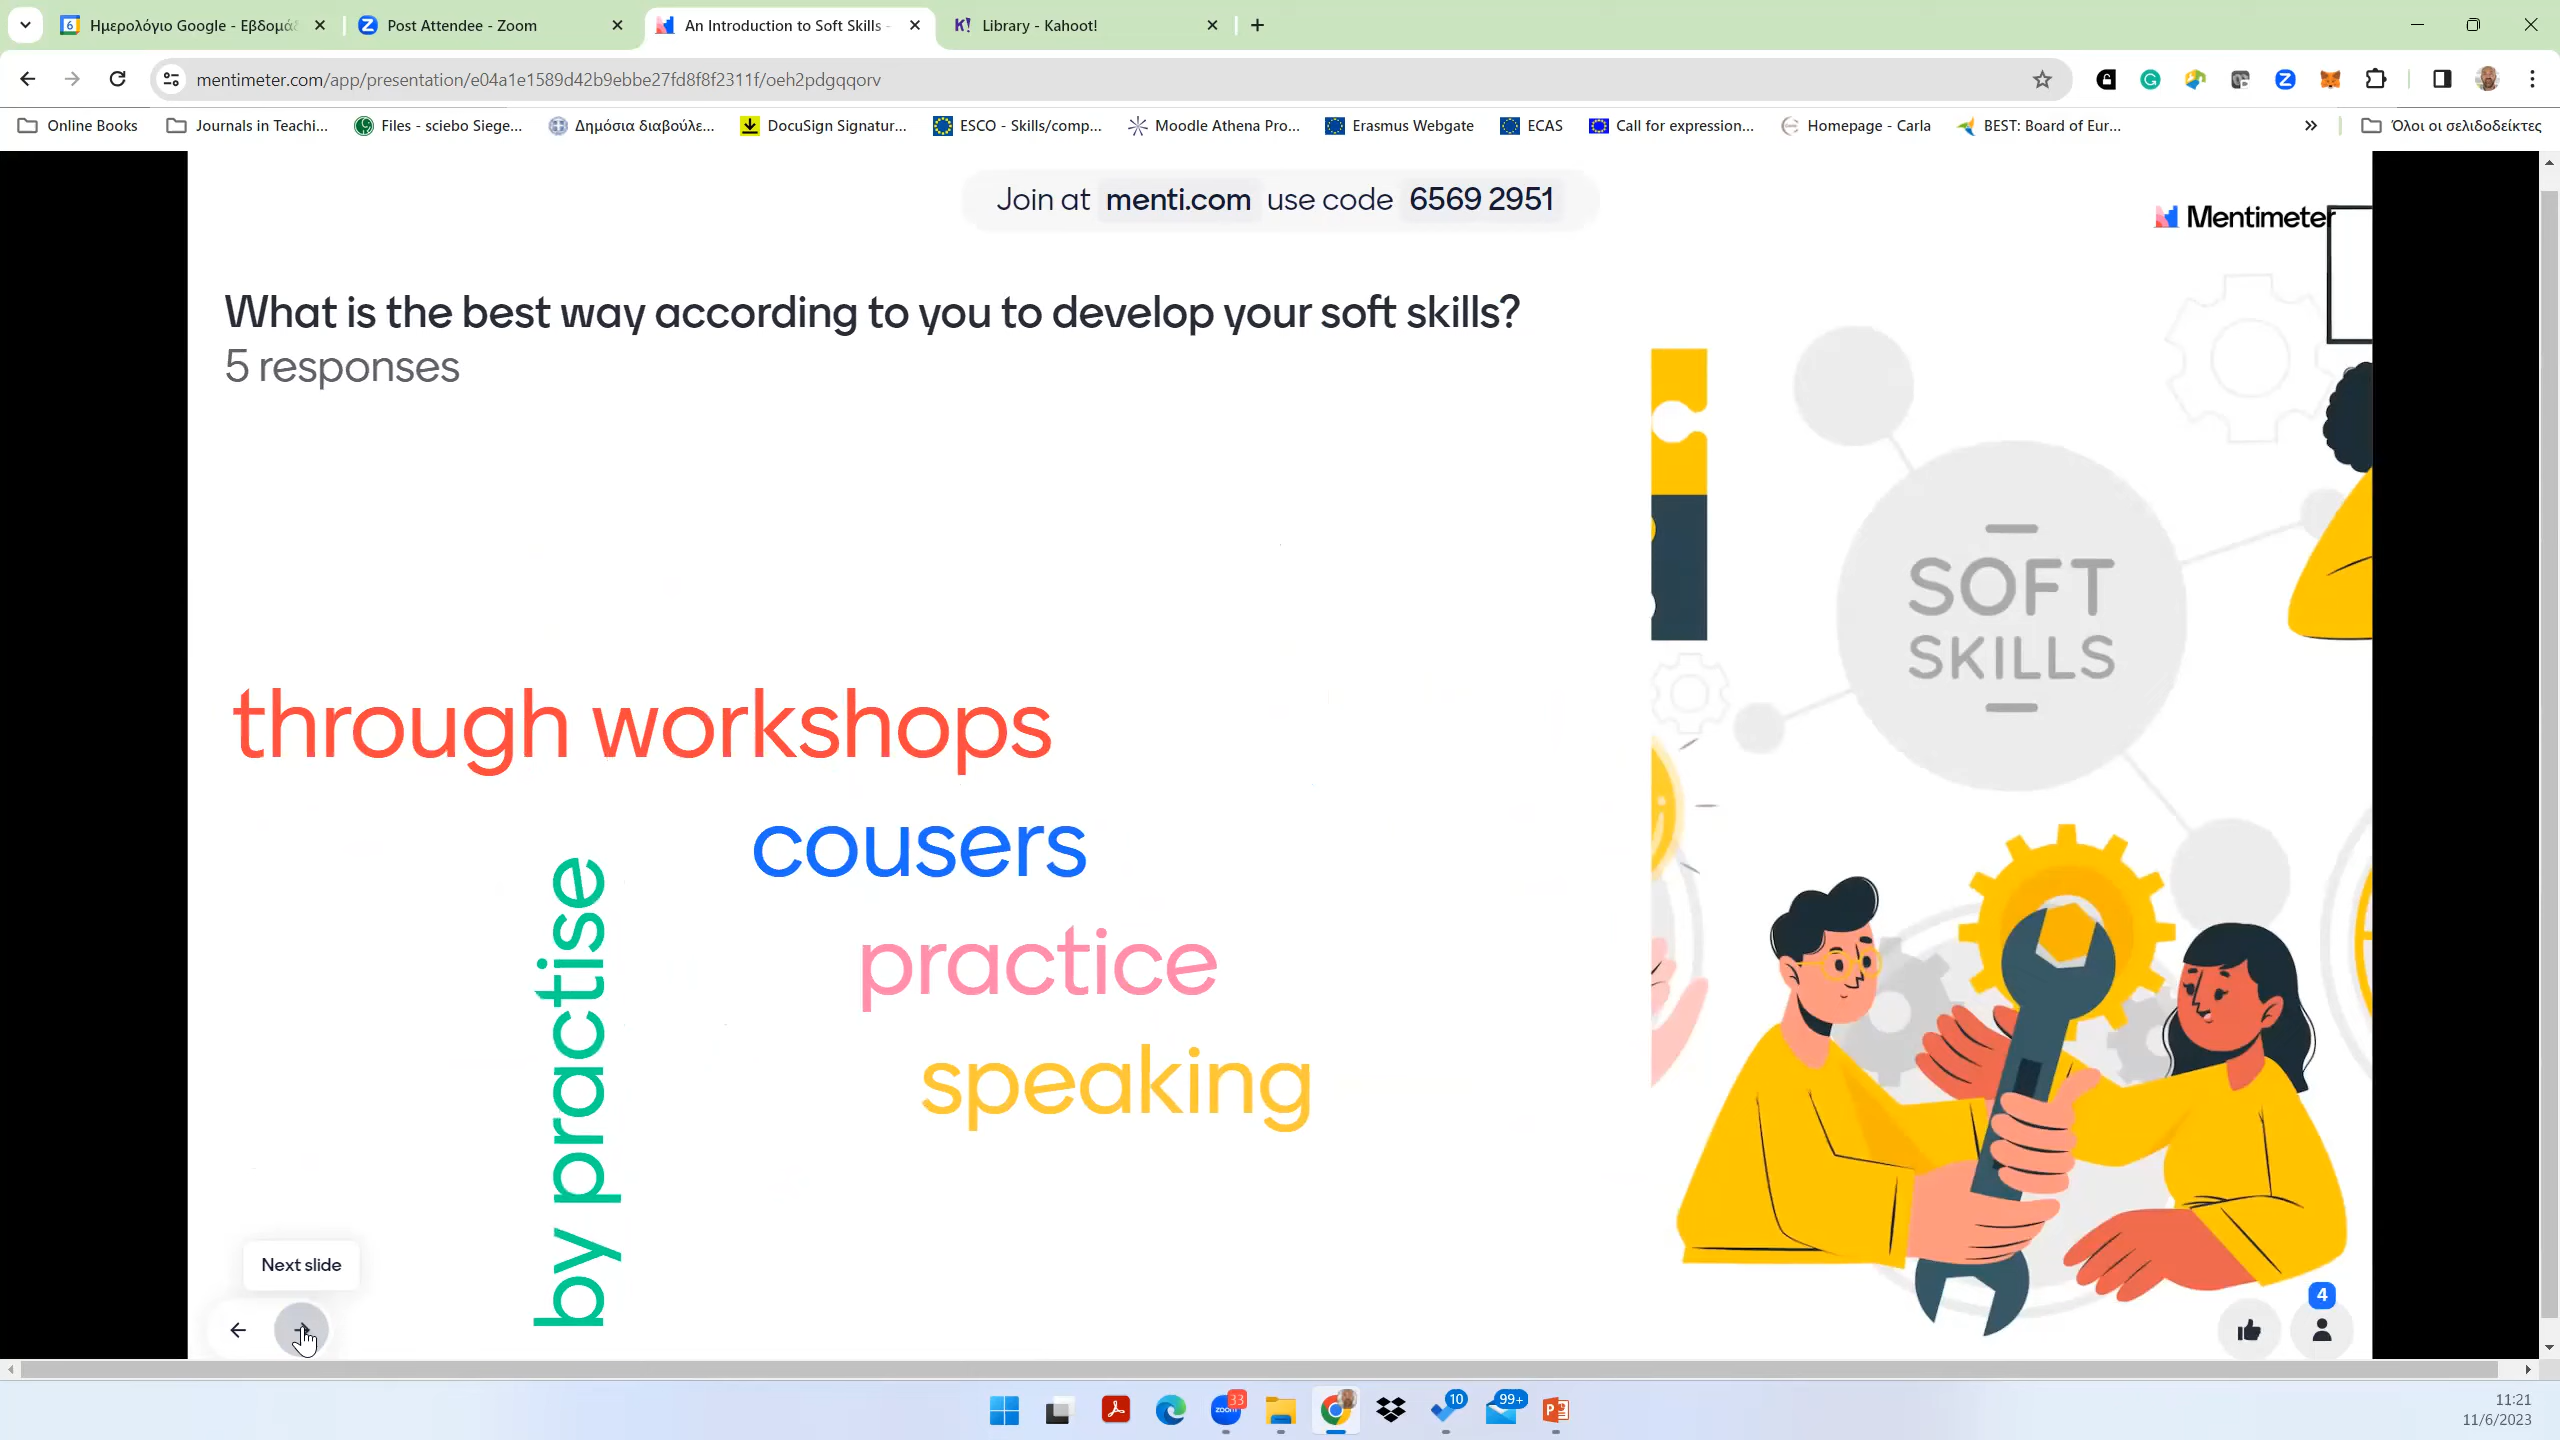 Ημερολόγιο Google - Εβδομά
Post Attendee - Zoom
An Introduction to Soft Skills -
K! Library - Kahoot!
mentimeter.com/app/presentation/e04a1e1589d42b9ebbe27fd8f8f2311f/oeh2pdgqqorv
Online Books
Journals in Teachi...
Files - sciebo Siege...
Δημόσια διαβούλε...
DocuSign Signatur...
ESCO - Skills/comp...
Moodle Athena Pro...
Erasmus Webgate
ECAS
Call for expression...
Homepage - Carla
BEST: Board of Eur...
Όλοι οι σελιδοδείκτες
Join at menti.com use code 6569 2951
Mentimeter
What is the best way according to you to develop your soft skills?
5 responses
SOFT
SKILLS
through workshops
cousers
practice
speaking
by practise
Next slide
4
zoom
33
10
99+
11:21
11/6/2023